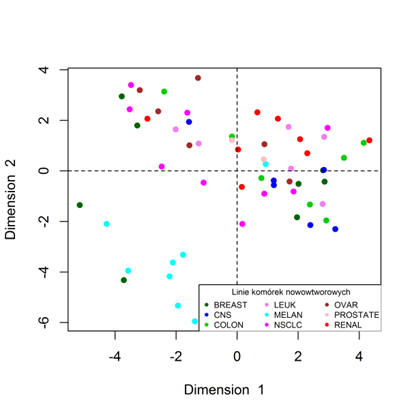 4
2
0
-2
-4
-6
Dimension 2
Linie komórek nowowtworowych
BREAST LEUK OVAR
CNS MELAN PROSTATE
COLON NSCLC RENAL
-4 -2 0 2 4
Dimension 1